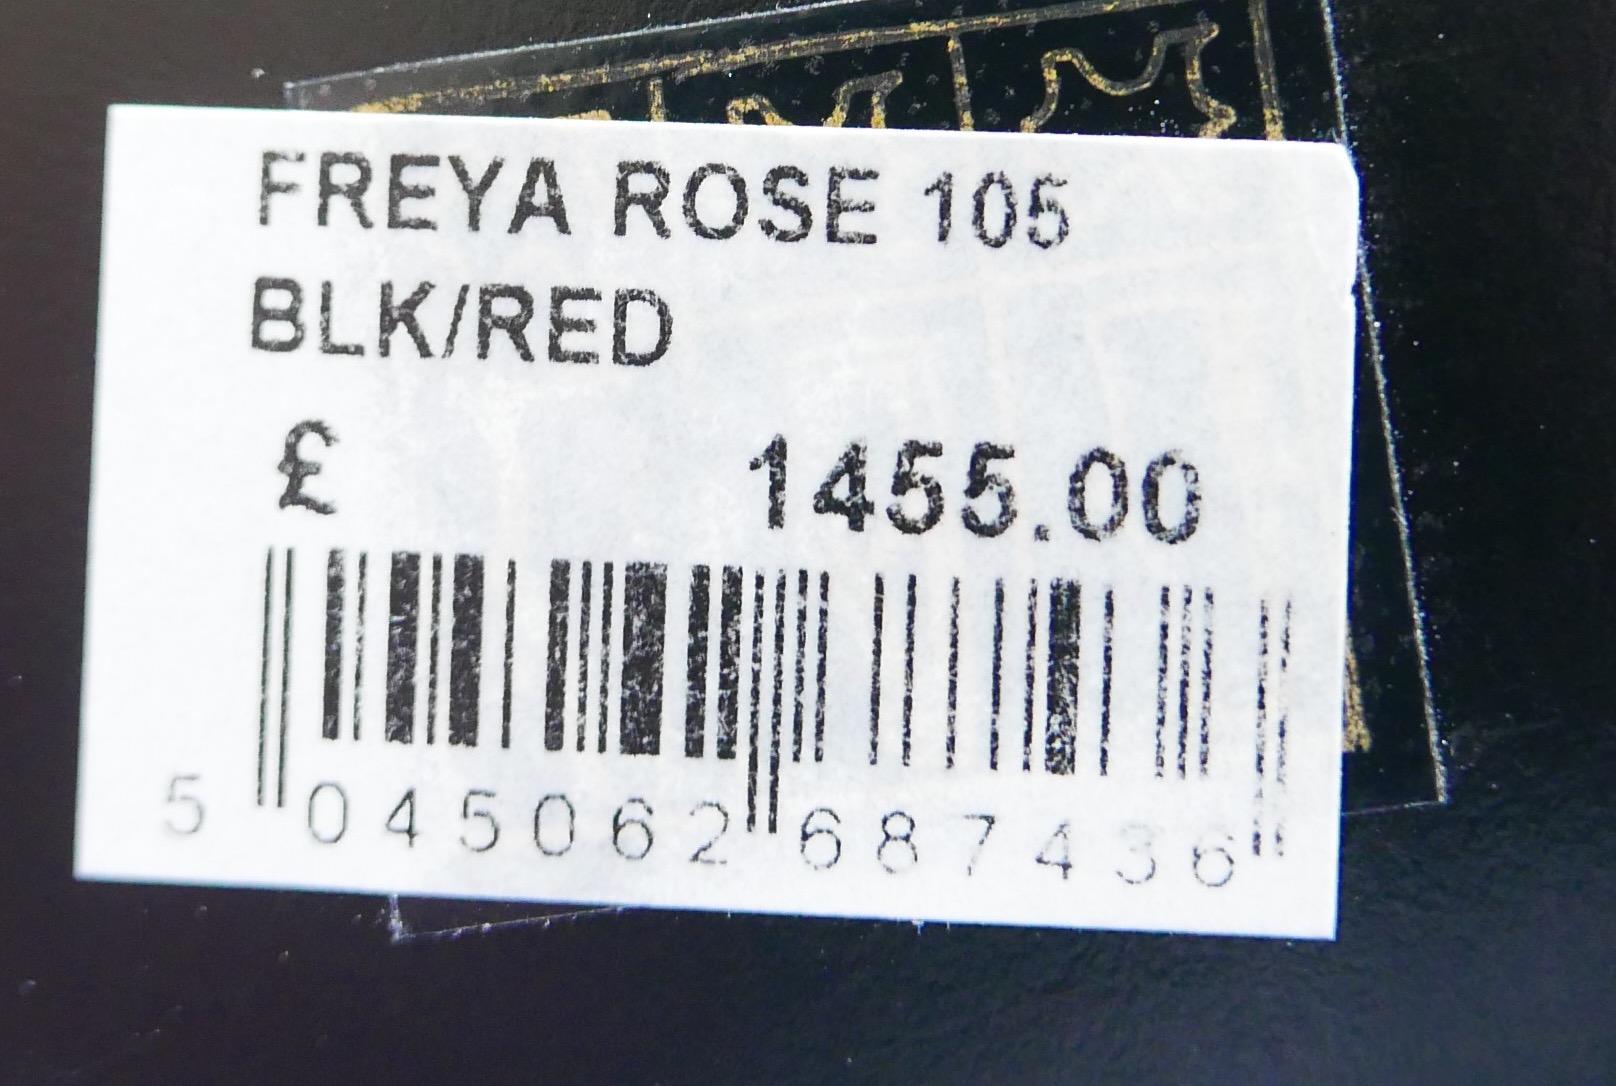 FREYA ROSE 105
BLK/RED
£ 1455.00
5 045062 687436